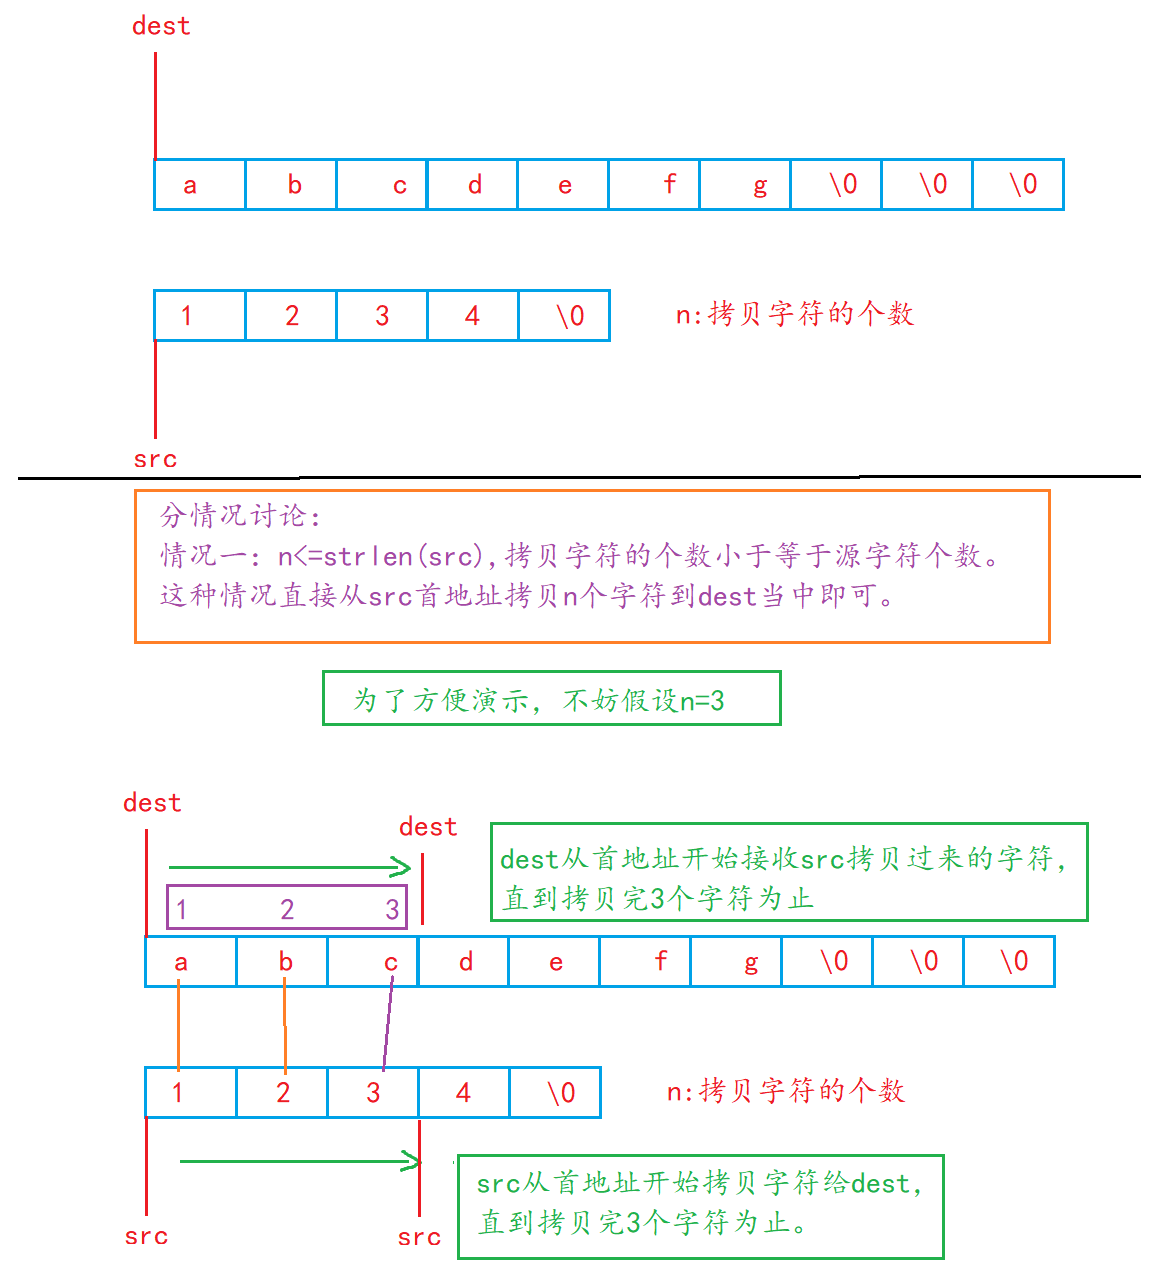 dest
a b c d e f g \0 \0 \0
1 2 3 4 \0
n:拷贝字符的个数
src
分情况讨论：
情况一：n<=strlen(src),拷贝字符的个数小于等于源字符个数。
这种情况直接从src首地址拷贝n个字符到dest当中即可。
为了方便演示，不妨假设n=3
dest
dest
dest从首地址开始接收src拷贝过来的字符，
直到拷贝完3个字符为止
1 2 3
a b c d e f g \0 \0 \0
1 2 3 4 \0
n:拷贝字符的个数
src从首地址开始拷贝字符给dest，
直到拷贝完3个字符为止。
src
src